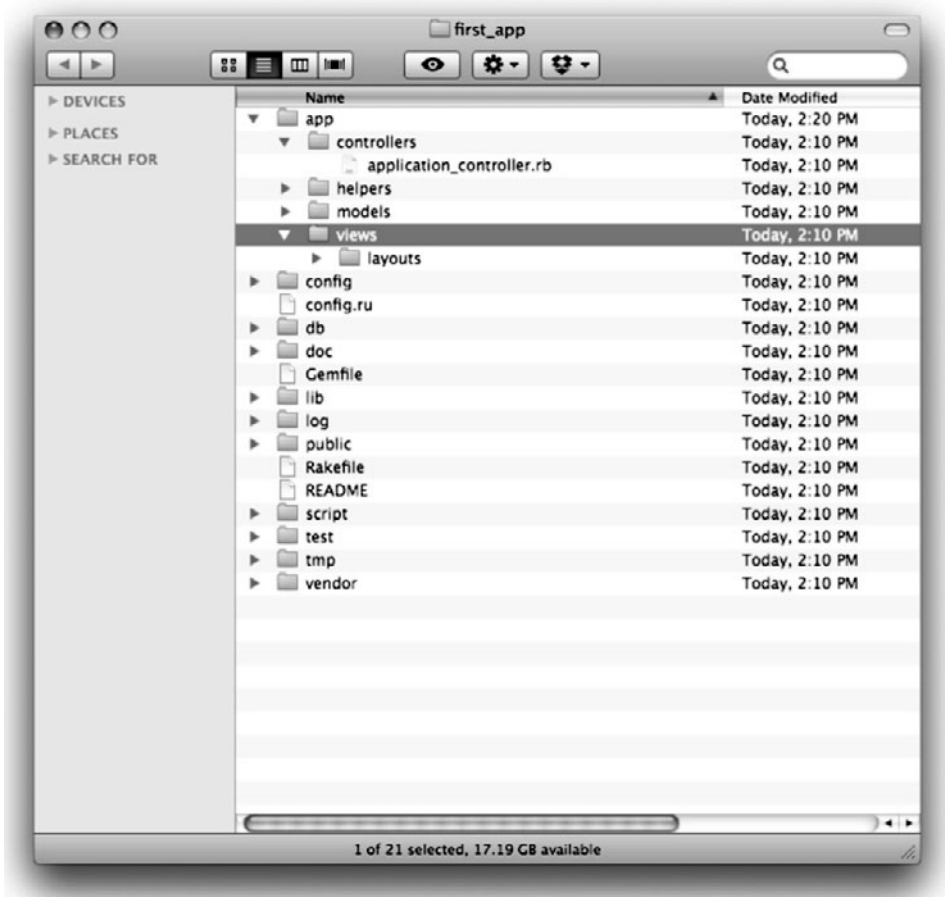 first_app
DEVICES
PLACES
SEARCH FOR
Name Date Modified
app Today, 2:20 PM
controllers Today, 2:10 PM
application_controller.rb Today, 2:10 PM
helpers Today, 2:10 PM
models Today, 2:10 PM
views Today, 2:10 PM
layouts Today, 2:10 PM
config Today, 2:10 PM
config.ru Today, 2:10 PM
db Today, 2:10 PM
doc Today, 2:10 PM
Gemfile Today, 2:10 PM
lib Today, 2:10 PM
log Today, 2:10 PM
public Today, 2:10 PM
Rakefile Today, 2:10 PM
README Today, 2:10 PM
script Today, 2:10 PM
test Today, 2:10 PM
tmp Today, 2:10 PM
vendor Today, 2:10 PM
1 of 21 selected, 17.19 GB available